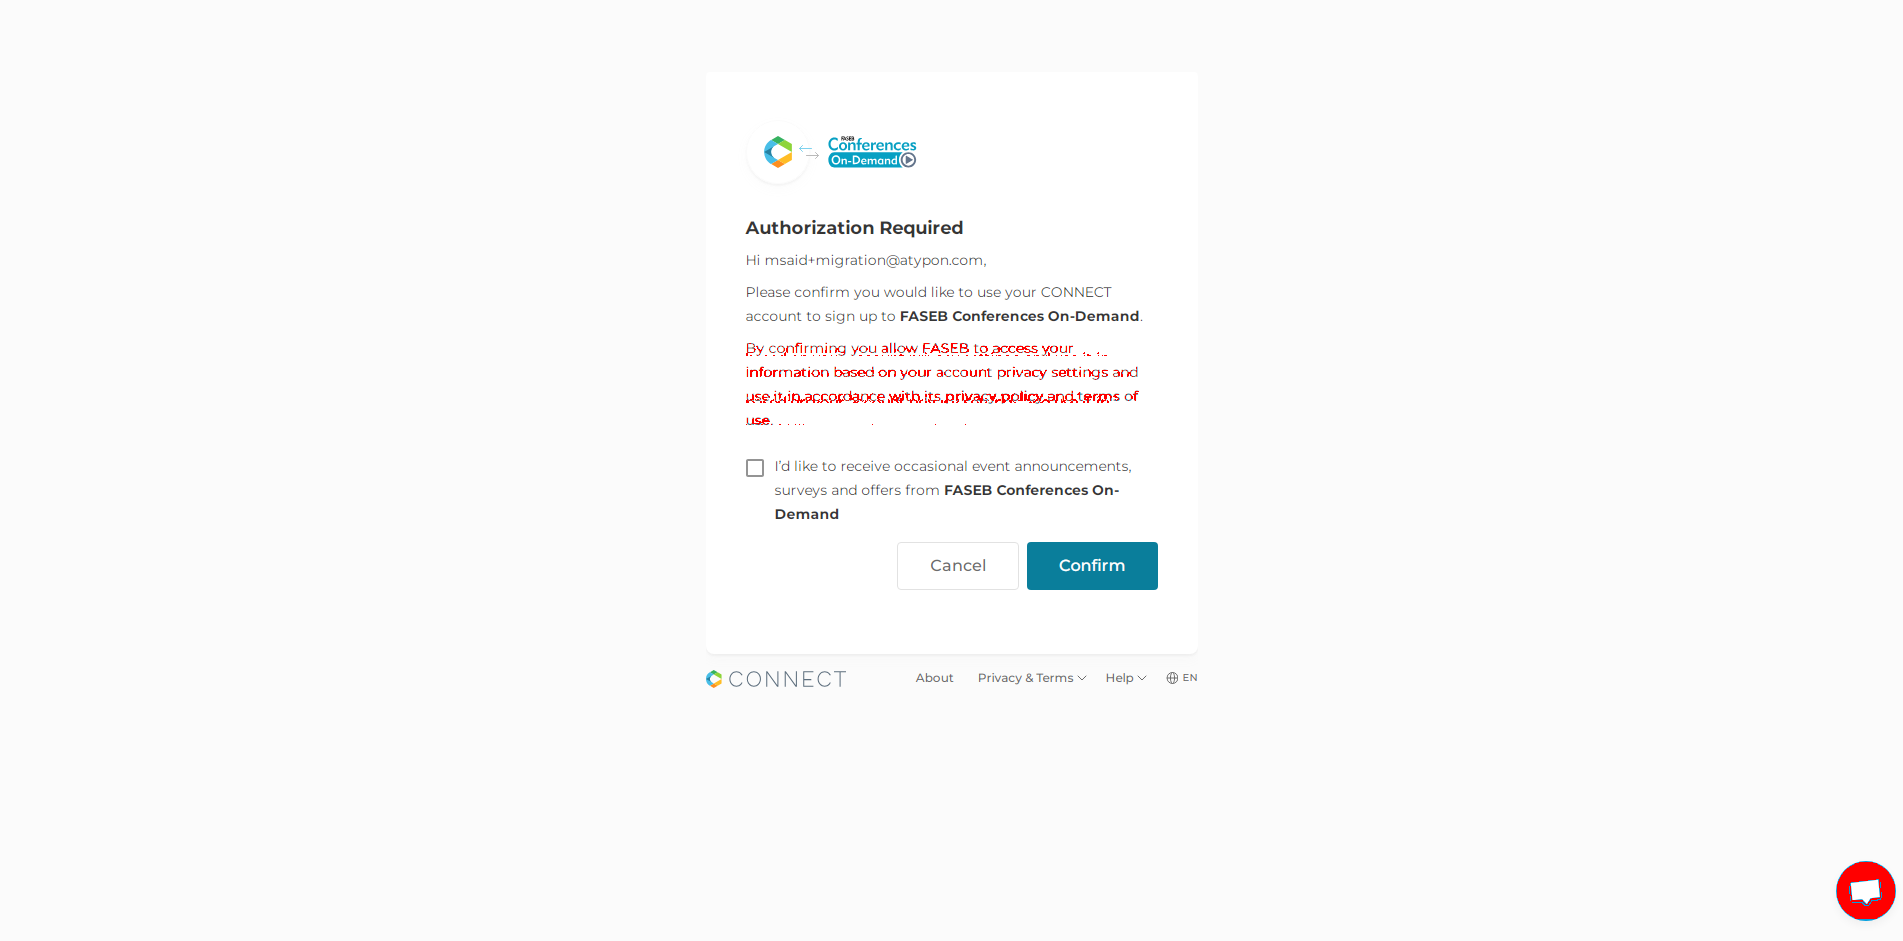 FASEB
Conferences
On-Demand
Authorization Required
Hi msaid+migration@atypon.com,
Please confirm you would like to use your CONNECT
account to sign up to FASEB Conferences On-Demand.
By confirming you allow FASEB to access your
information based on your account privacy settings and
use it in accordance with its privacy policy and terms of
use.
I'd like to receive occasional event announcements,
surveys and offers from FASEB Conferences On-
Demand
Cancel Confirm
CONNECT About Privacy & Terms Help EN